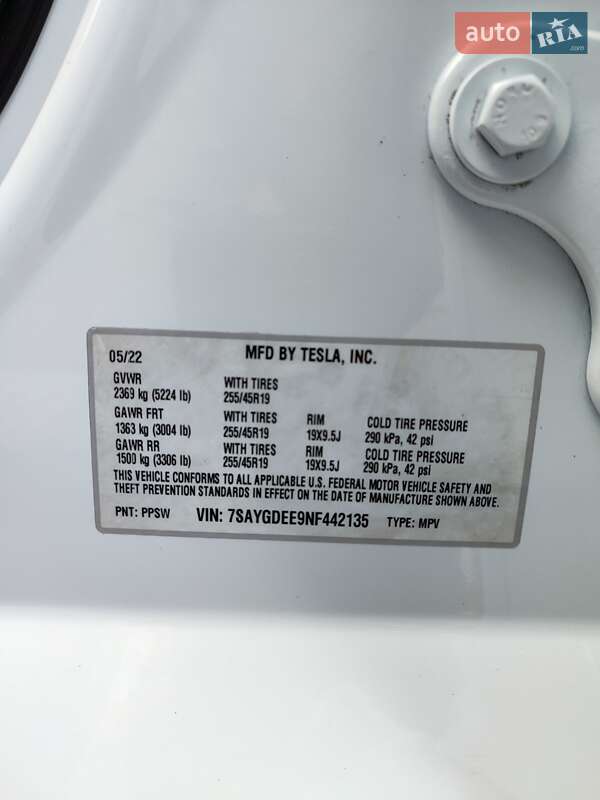 auto RIA.com
05/22 MFD BY TESLA, INC.
GVWR WITH TIRES
2369 kg (5224 lb) 255/45R19
GAWR FRT WITH TIRES RIM COLD TIRE PRESSURE
1363 kg (3004 lb) 255/45R19 19X9.5J 290 kPa, 42 psi
GAWR RR WITH TIRES RIM COLD TIRE PRESSURE
1500 kg (3306 lb) 255/45R19 19X9.5J 290 kPa, 42 psi
THIS VEHICLE CONFORMS TO ALL APPLICABLE U.S. FEDERAL MOTOR VEHICLE SAFETY AND
THEFT PREVENTION STANDARDS IN EFFECT ON THE DATE OF MANUFACTURE SHOWN ABOVE.
PNT: PPSW VIN: 7SAYGDEE9NF442135 TYPE: MPV